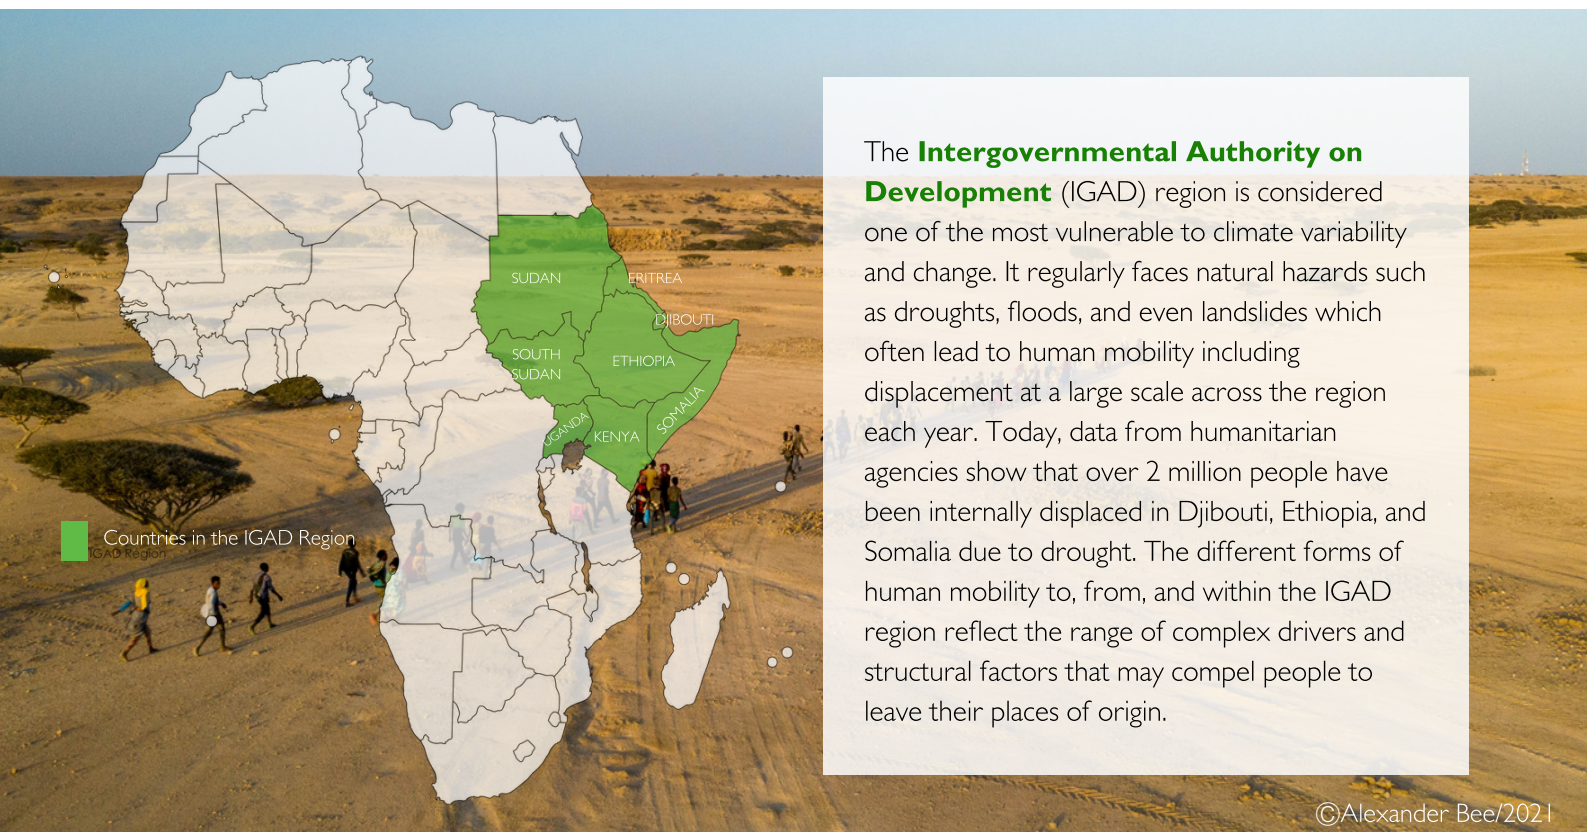 SUDAN
ERITREA
DJIBOUTI
SOUTH
SUDAN
ETHIOPIA
SOMALIA
UGANDA
KENYA
Countries in the IGAD Region
IGAD Region
The Intergovernmental Authority on
Development (IGAD) region is considered
one of the most vulnerable to climate variability
and change. It regularly faces natural hazards such
as droughts, floods, and even landslides which
often lead to human mobility including
displacement at a large scale across the region
each year. Today, data from humanitarian
agencies show that over 2 million people have
been internally displaced in Djibouti, Ethiopia, and
Somalia due to drought. The different forms of
human mobility to, from, and within the IGAD
region reflect the range of complex drivers and
structural factors that may compel people to
leave their places of origin.
©Alexander Bee/2021